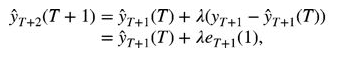 ŷ_{T+2}(T + 1) = ŷ_{T+1}(T) + λ(y_{T+1} − ŷ_{T+1}(T))
= ŷ_{T+1}(T) + λe_{T+1}(1),